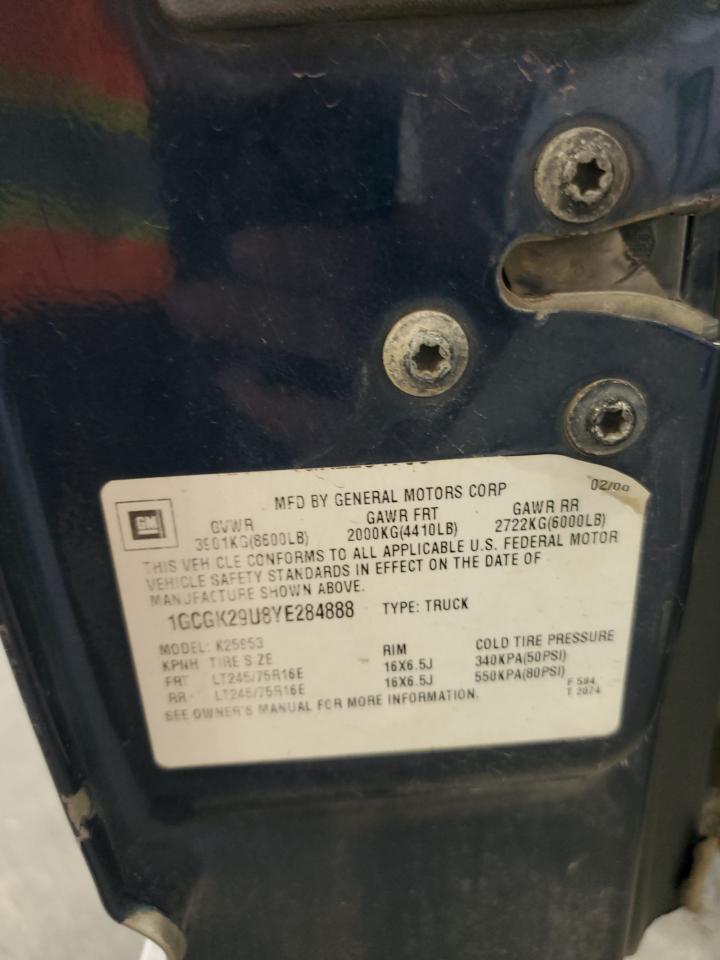 02/00
MFD BY GENERAL MOTORS CORP
GM
GVWR GAWR FRT GAWR RR
3901KG(8600LB) 2000KG(4410LB) 2722KG(6000LB)
THIS VEHICLE CONFORMS TO ALL APPLICABLE U.S. FEDERAL MOTOR
VEHICLE SAFETY STANDARDS IN EFFECT ON THE DATE OF
MANUFACTURE SHOWN ABOVE.
1GCGK29U8YE284888 TYPE: TRUCK
MODEL: K25953
KPNH TIRE SIZE RIM COLD TIRE PRESSURE
FRT LT245/75R16E 16X6.5J 340KPA(50PSI)
RR LT245/75R16E 16X6.5J 550KPA(80PSI)
SEE OWNER'S MANUAL FOR MORE INFORMATION.
F 594
T 2074